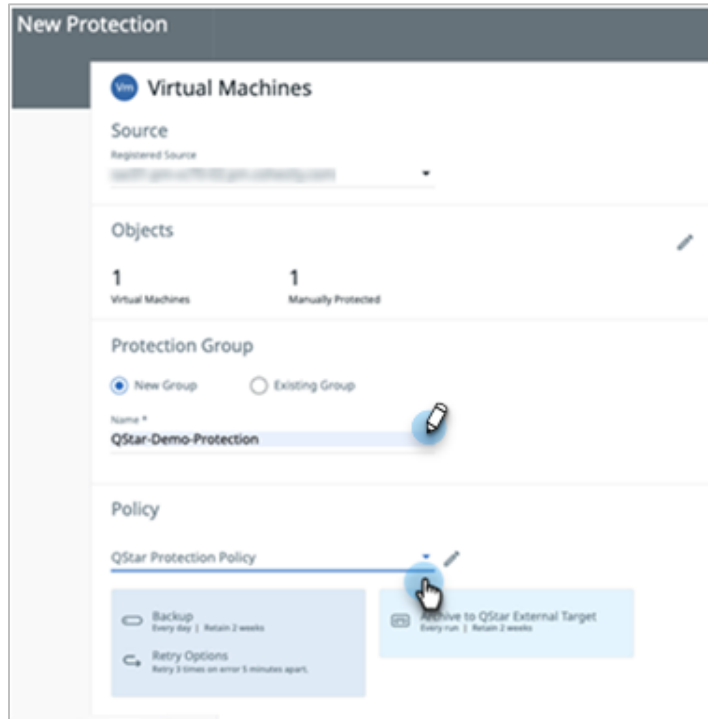 New Protection
Vm Virtual Machines
Source
Registered Source
Objects
1 1
Virtual Machines Manually Protected
Protection Group
New Group Existing Group
Name *
QStar-Demo-Protection
Policy
QStar Protection Policy
Backup
Every day | Retain 2 weeks
Retry Options
Retry 3 times on error 5 minutes apart.
Archive to QStar External Target
Every run | Retain 2 weeks